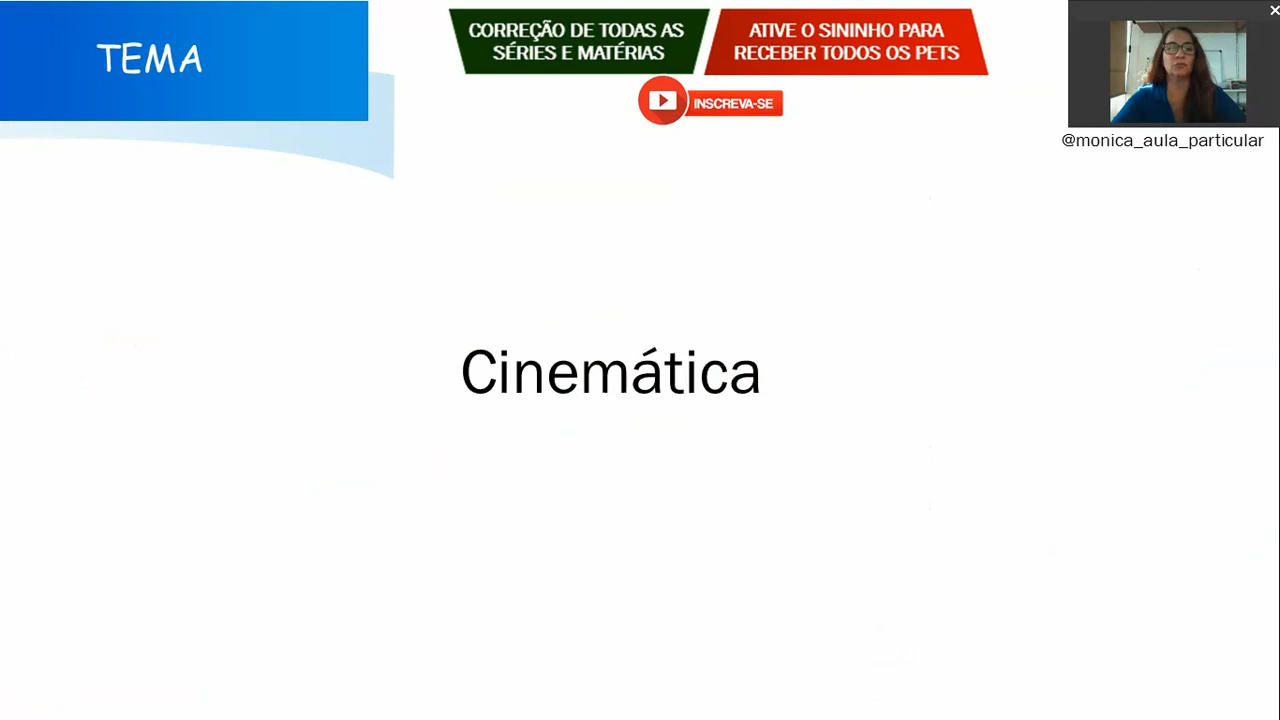 TEMA
CORREÇÃO DE TODAS AS
SÉRIES E MATÉRIAS
ATIVE O SININHO PARA
RECEBER TODOS OS PETS
INSCREVA-SE
@monica_aula_particular
Cinemática